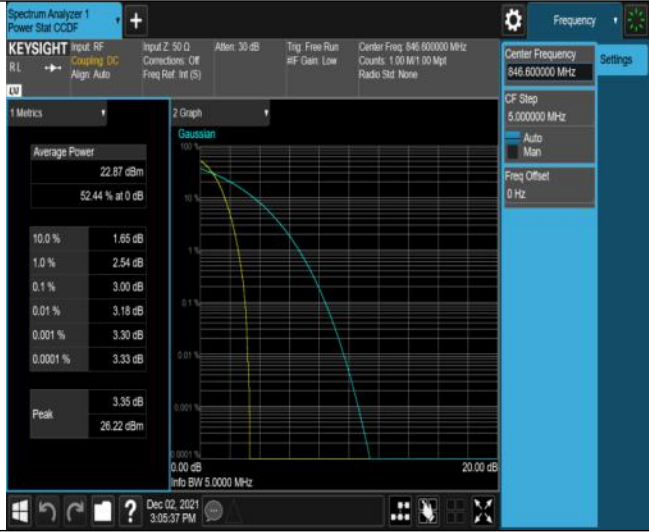 Spectrum Analyzer 1
Power Stat CCDF
Frequency
KEYSIGHT
RL
Input: RF
Coupling: DC
Align: Auto
Input Z: 50 Ω
Corrections: Off
Freq Ref: Int (S)
Atten: 30 dB
Trig: Free Run
#IF Gain: Low
Center Freq: 846.600000 MHz
Counts: 1.00 M/1.00 Mpt
Radio Std: None
LW
Center Frequency
846.600000 MHz
Settings
CF Step
5.000000 MHz
Auto
Man
Freq Offset
0 Hz
1 Metrics
Average Power
22.87 dBm
52.44 % at 0 dB
10.0 % 1.65 dB
1.0 % 2.54 dB
0.1 % 3.00 dB
0.01 % 3.18 dB
0.001 % 3.30 dB
0.0001 % 3.33 dB
Peak
3.35 dB
26.22 dBm
2 Graph
Gaussian
100 %
10 %
1 %
0.1 %
0.01 %
0.001 %
0.0001 %
0.00 dB 20.00 dB
Info BW 5.0000 MHz
?
Dec 02, 2021
3:05:37 PM